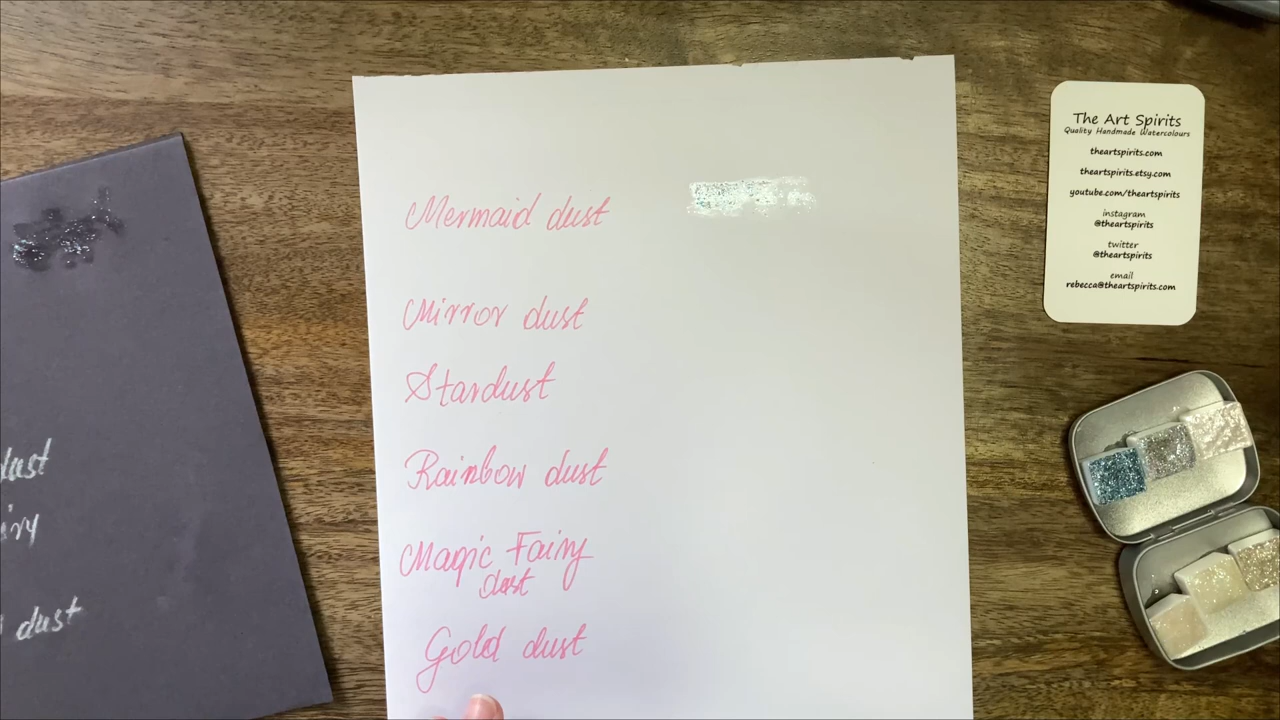 Mermaid dust
Mirror dust
Stardust
Rainbow dust
Magic Fairy
dust
Gold dust
The Art Spirits
Quality Handmade Watercolours
theartspirits.com
theartspirits.etsy.com
youtube.com/theartspirits
instagram
@theartspirits
twitter
@theartspirits
email
rebecca@theartspirits.com
dust